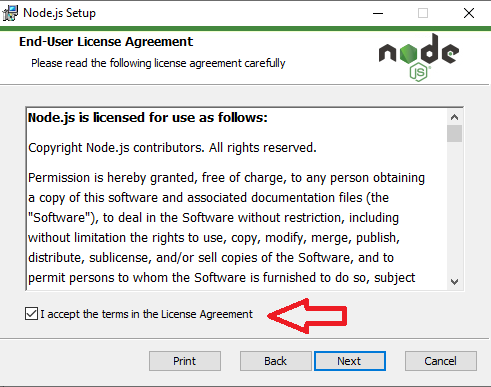 Node.js Setup
End-User License Agreement
Please read the following license agreement carefully
node
JS
Node.js is licensed for use as follows:
Copyright Node.js contributors. All rights reserved.
Permission is hereby granted, free of charge, to any person obtaining
a copy of this software and associated documentation files (the
"Software"), to deal in the Software without restriction, including
without limitation the rights to use, copy, modify, merge, publish,
distribute, sublicense, and/or sell copies of the Software, and to
permit persons to whom the Software is furnished to do so, subject
I accept the terms in the License Agreement
Print
Back
Next
Cancel